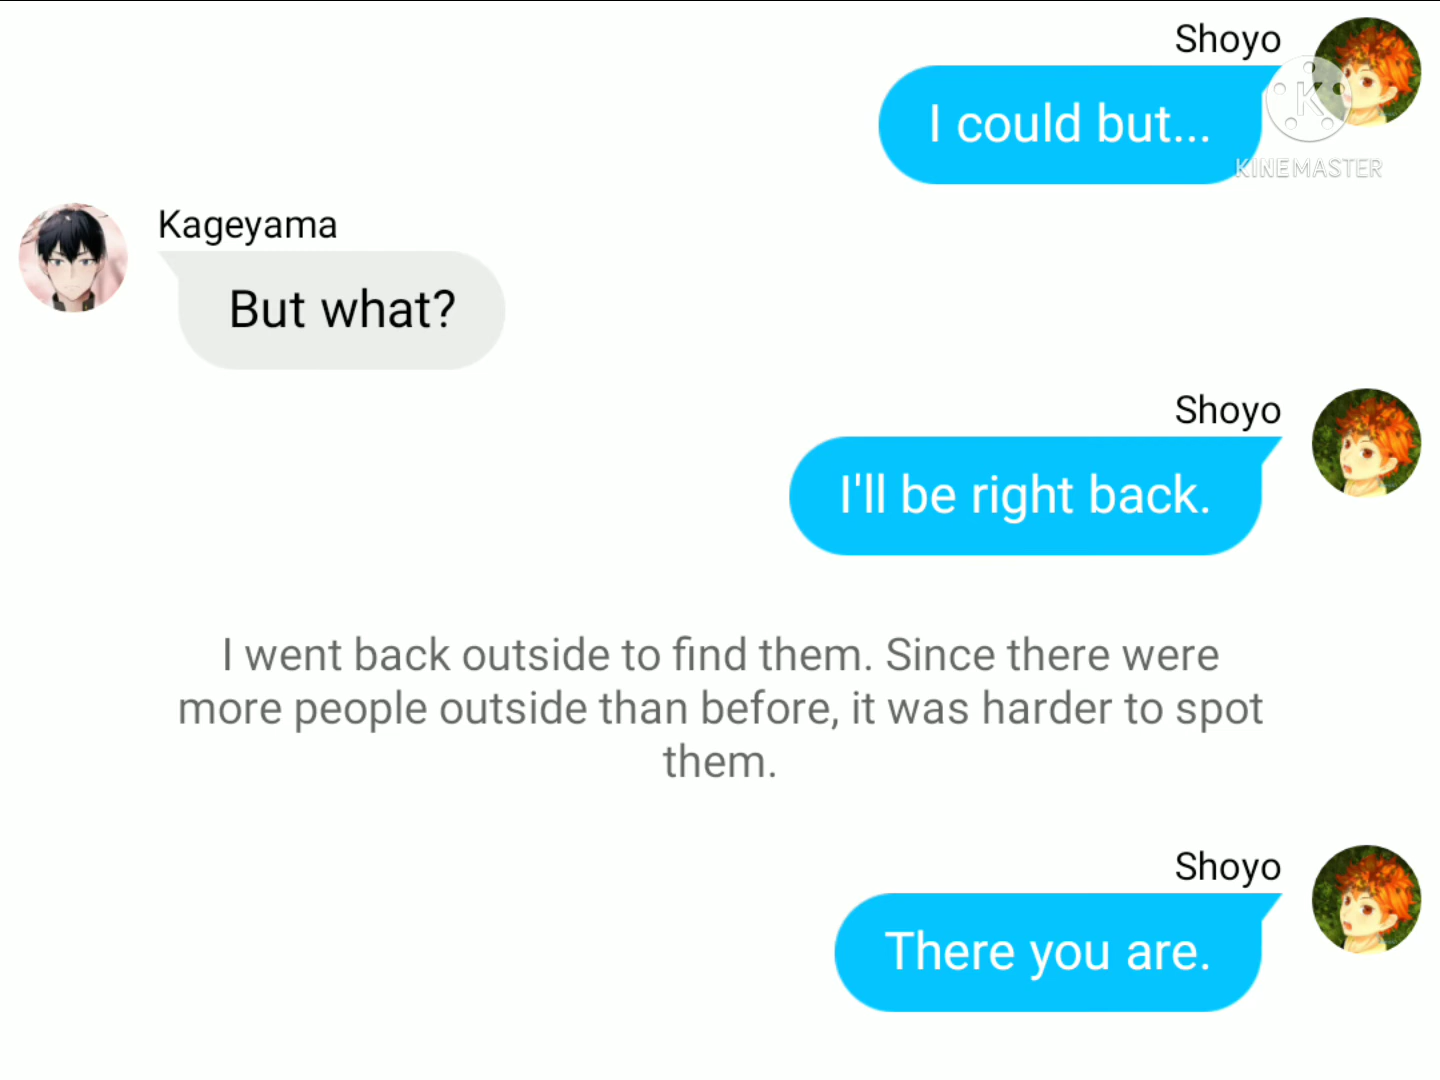 Shoyo
I could but...
K
KINEMASTER
Kageyama
But what?
Shoyo
I'll be right back.
I went back outside to find them. Since there were
more people outside than before, it was harder to spot
them.
Shoyo
There you are.